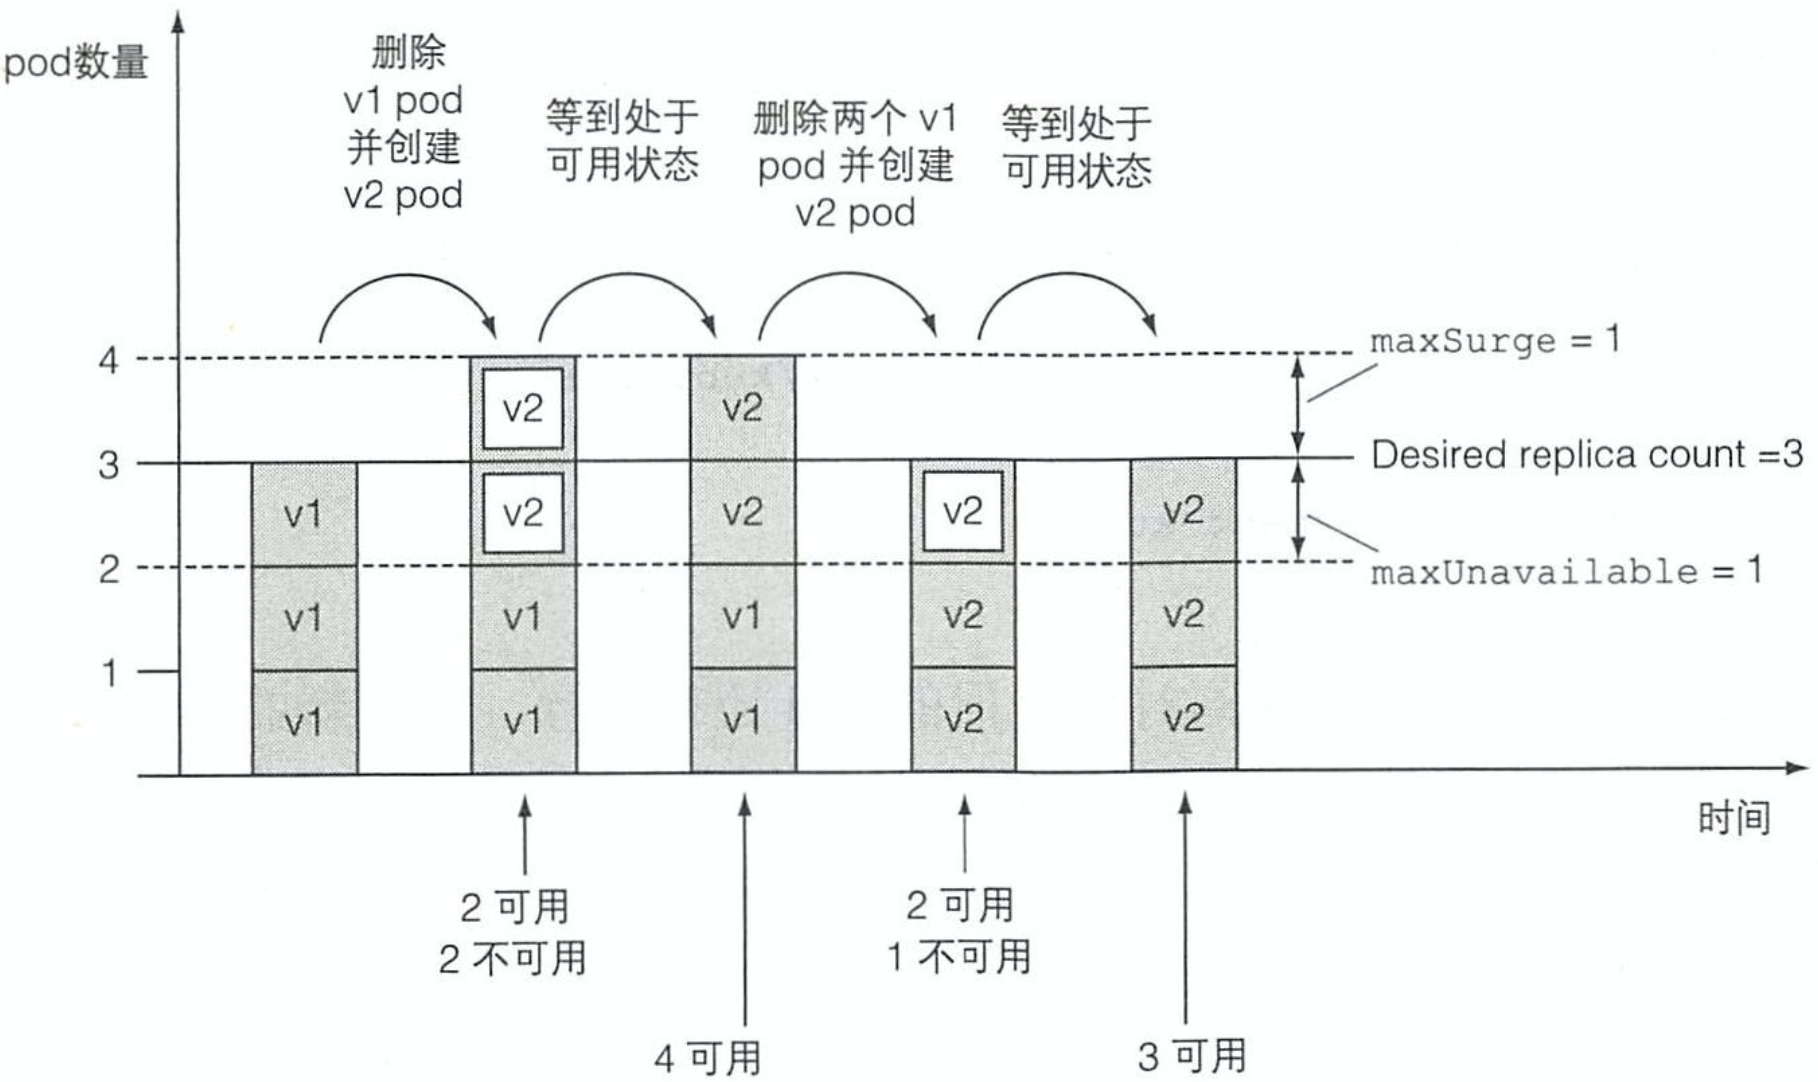 pod数量
删除
v1 pod
并创建
v2 pod
等到处于
可用状态
删除两个 v1
pod 并创建
v2 pod
等到处于
可用状态
4
3
2
1
maxSurge = 1
Desired replica count =3
maxUnavailable = 1
v1
v1
v1
v2
v2
v1
v1
v2
v2
v1
v1
v2
v2
v2
v2
v2
v2
时间
2 可用
2 不可用
4 可用
2 可用
1 不可用
3 可用